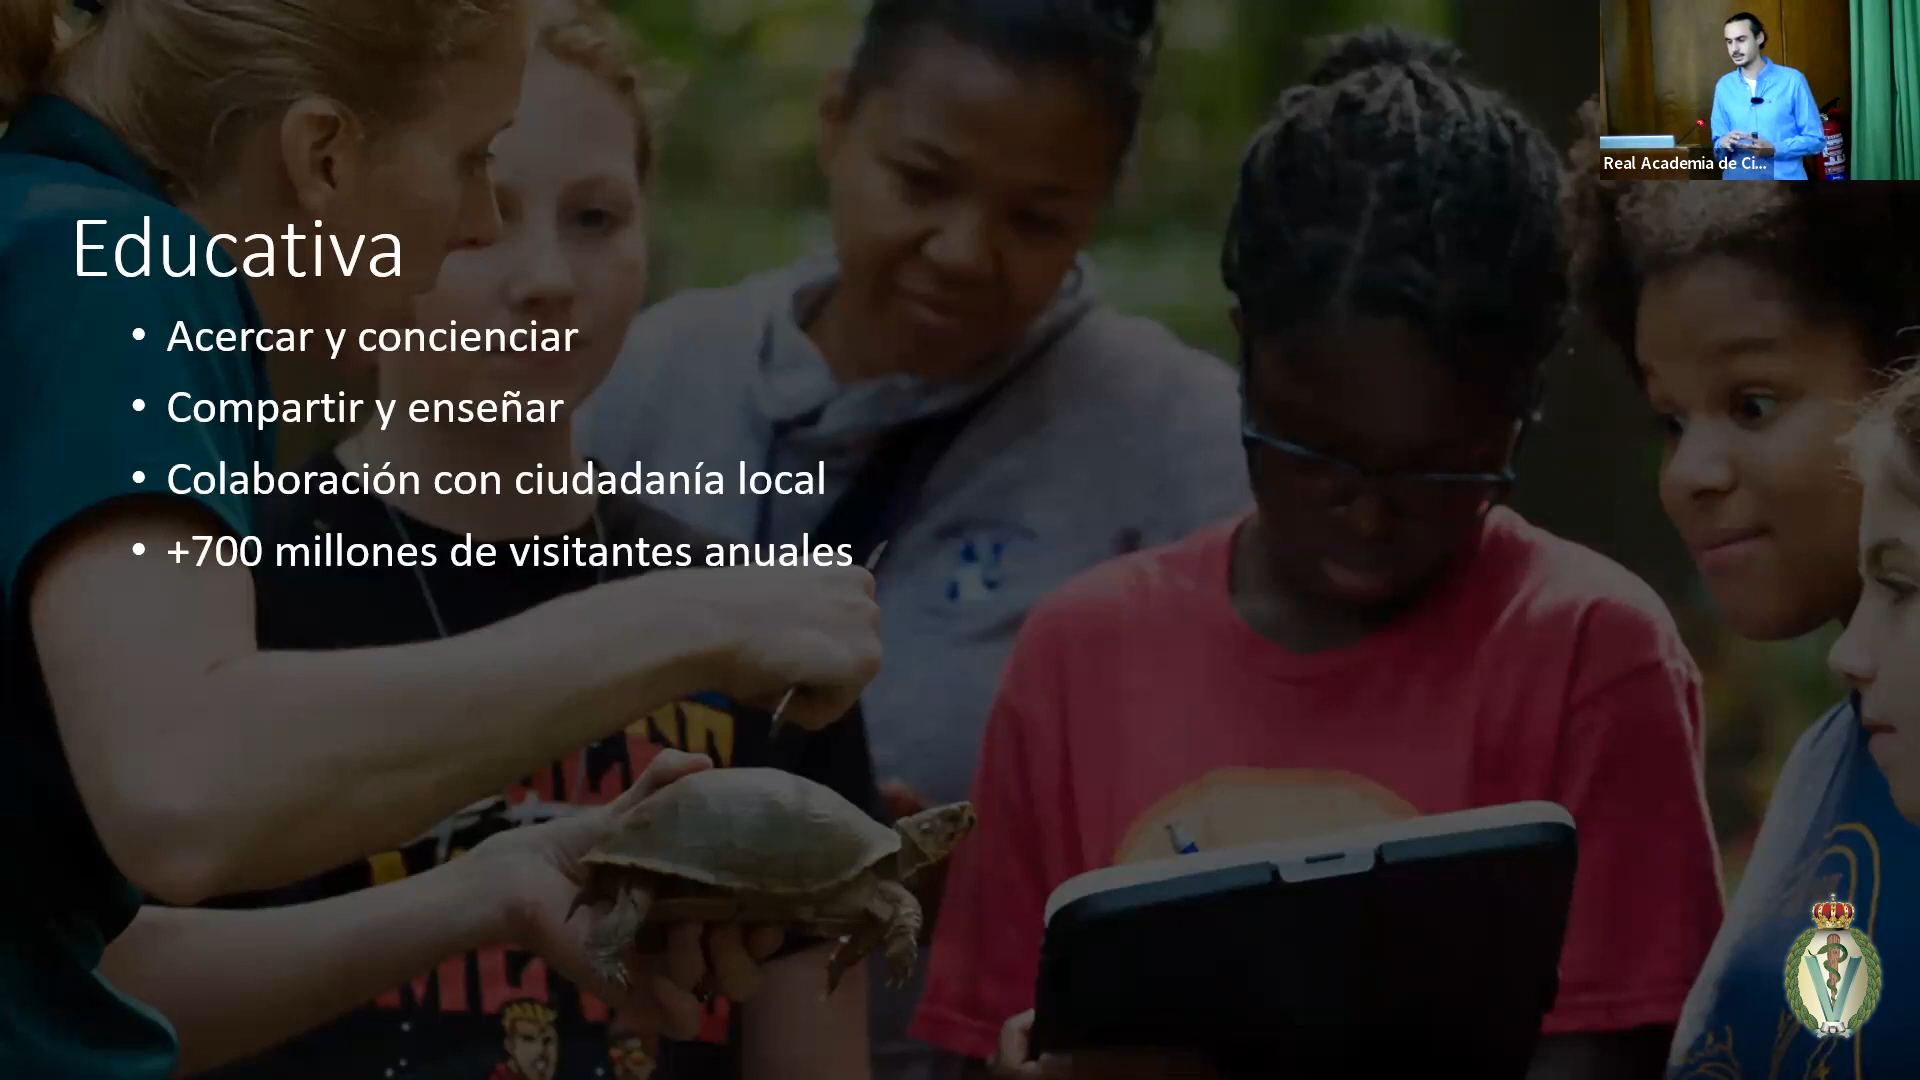 Real Academia de Ci...
Educativa
• Acercar y concienciar
• Compartir y enseñar
• Colaboración con ciudadanía local
• +700 millones de visitantes anuales